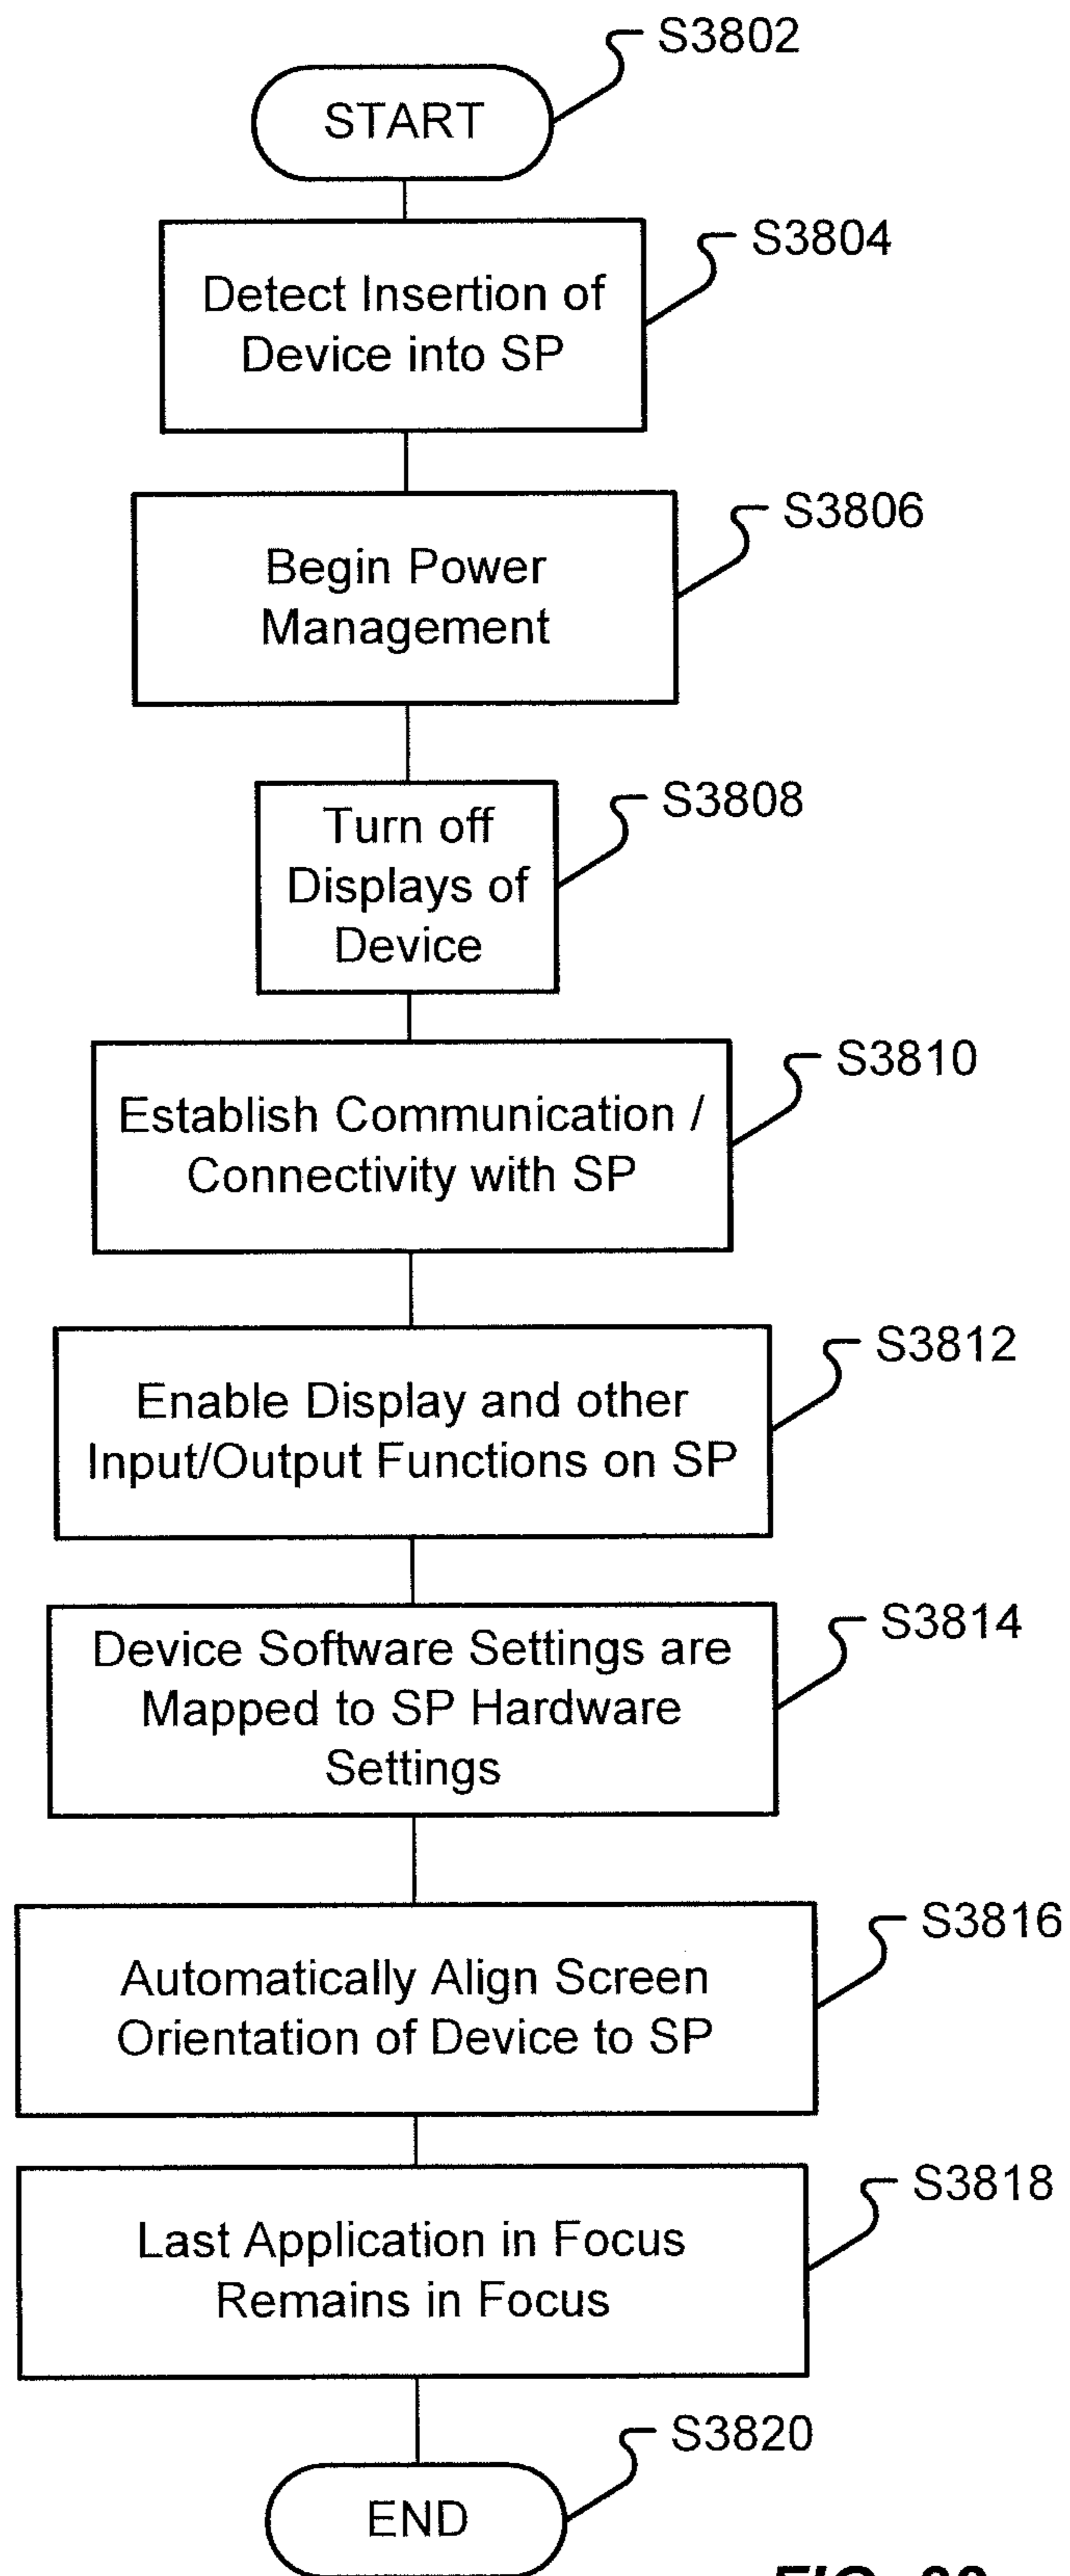 S3802
START
S3804
Detect Insertion of
Device into SP
S3806
Begin Power
Management
S3808
Turn off
Displays of
Device
S3810
Establish Communication /
Connectivity with SP
S3812
Enable Display and other
Input/Output Functions on SP
S3814
Device Software Settings are
Mapped to SP Hardware
Settings
S3816
Automatically Align Screen
Orientation of Device to SP
S3818
Last Application in Focus
Remains in Focus
S3820
END